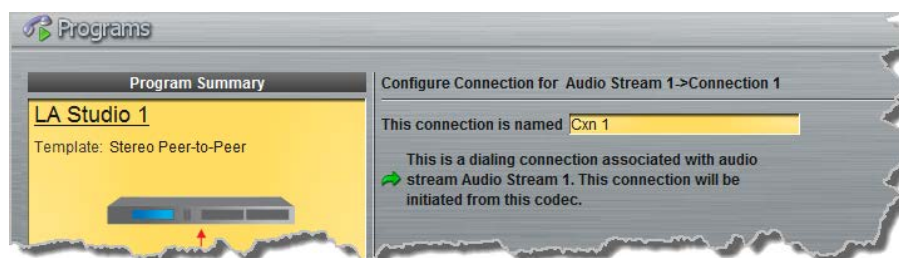 Programs
Program Summary
LA Studio 1
Template: Stereo Peer-to-Peer
Configure Connection for Audio Stream 1->Connection 1
This connection is named Cxn 1
This is a dialing connection associated with audio
stream Audio Stream 1. This connection will be
initiated from this codec.